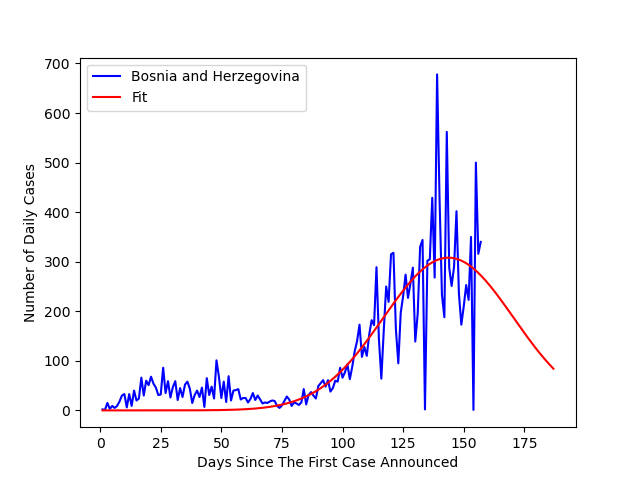 Bosnia and Herzegovina
Fit
700
600
500
400
300
200
100
0
Number of Daily Cases
0 25 50 75 100 125 150 175
Days Since The First Case Announced